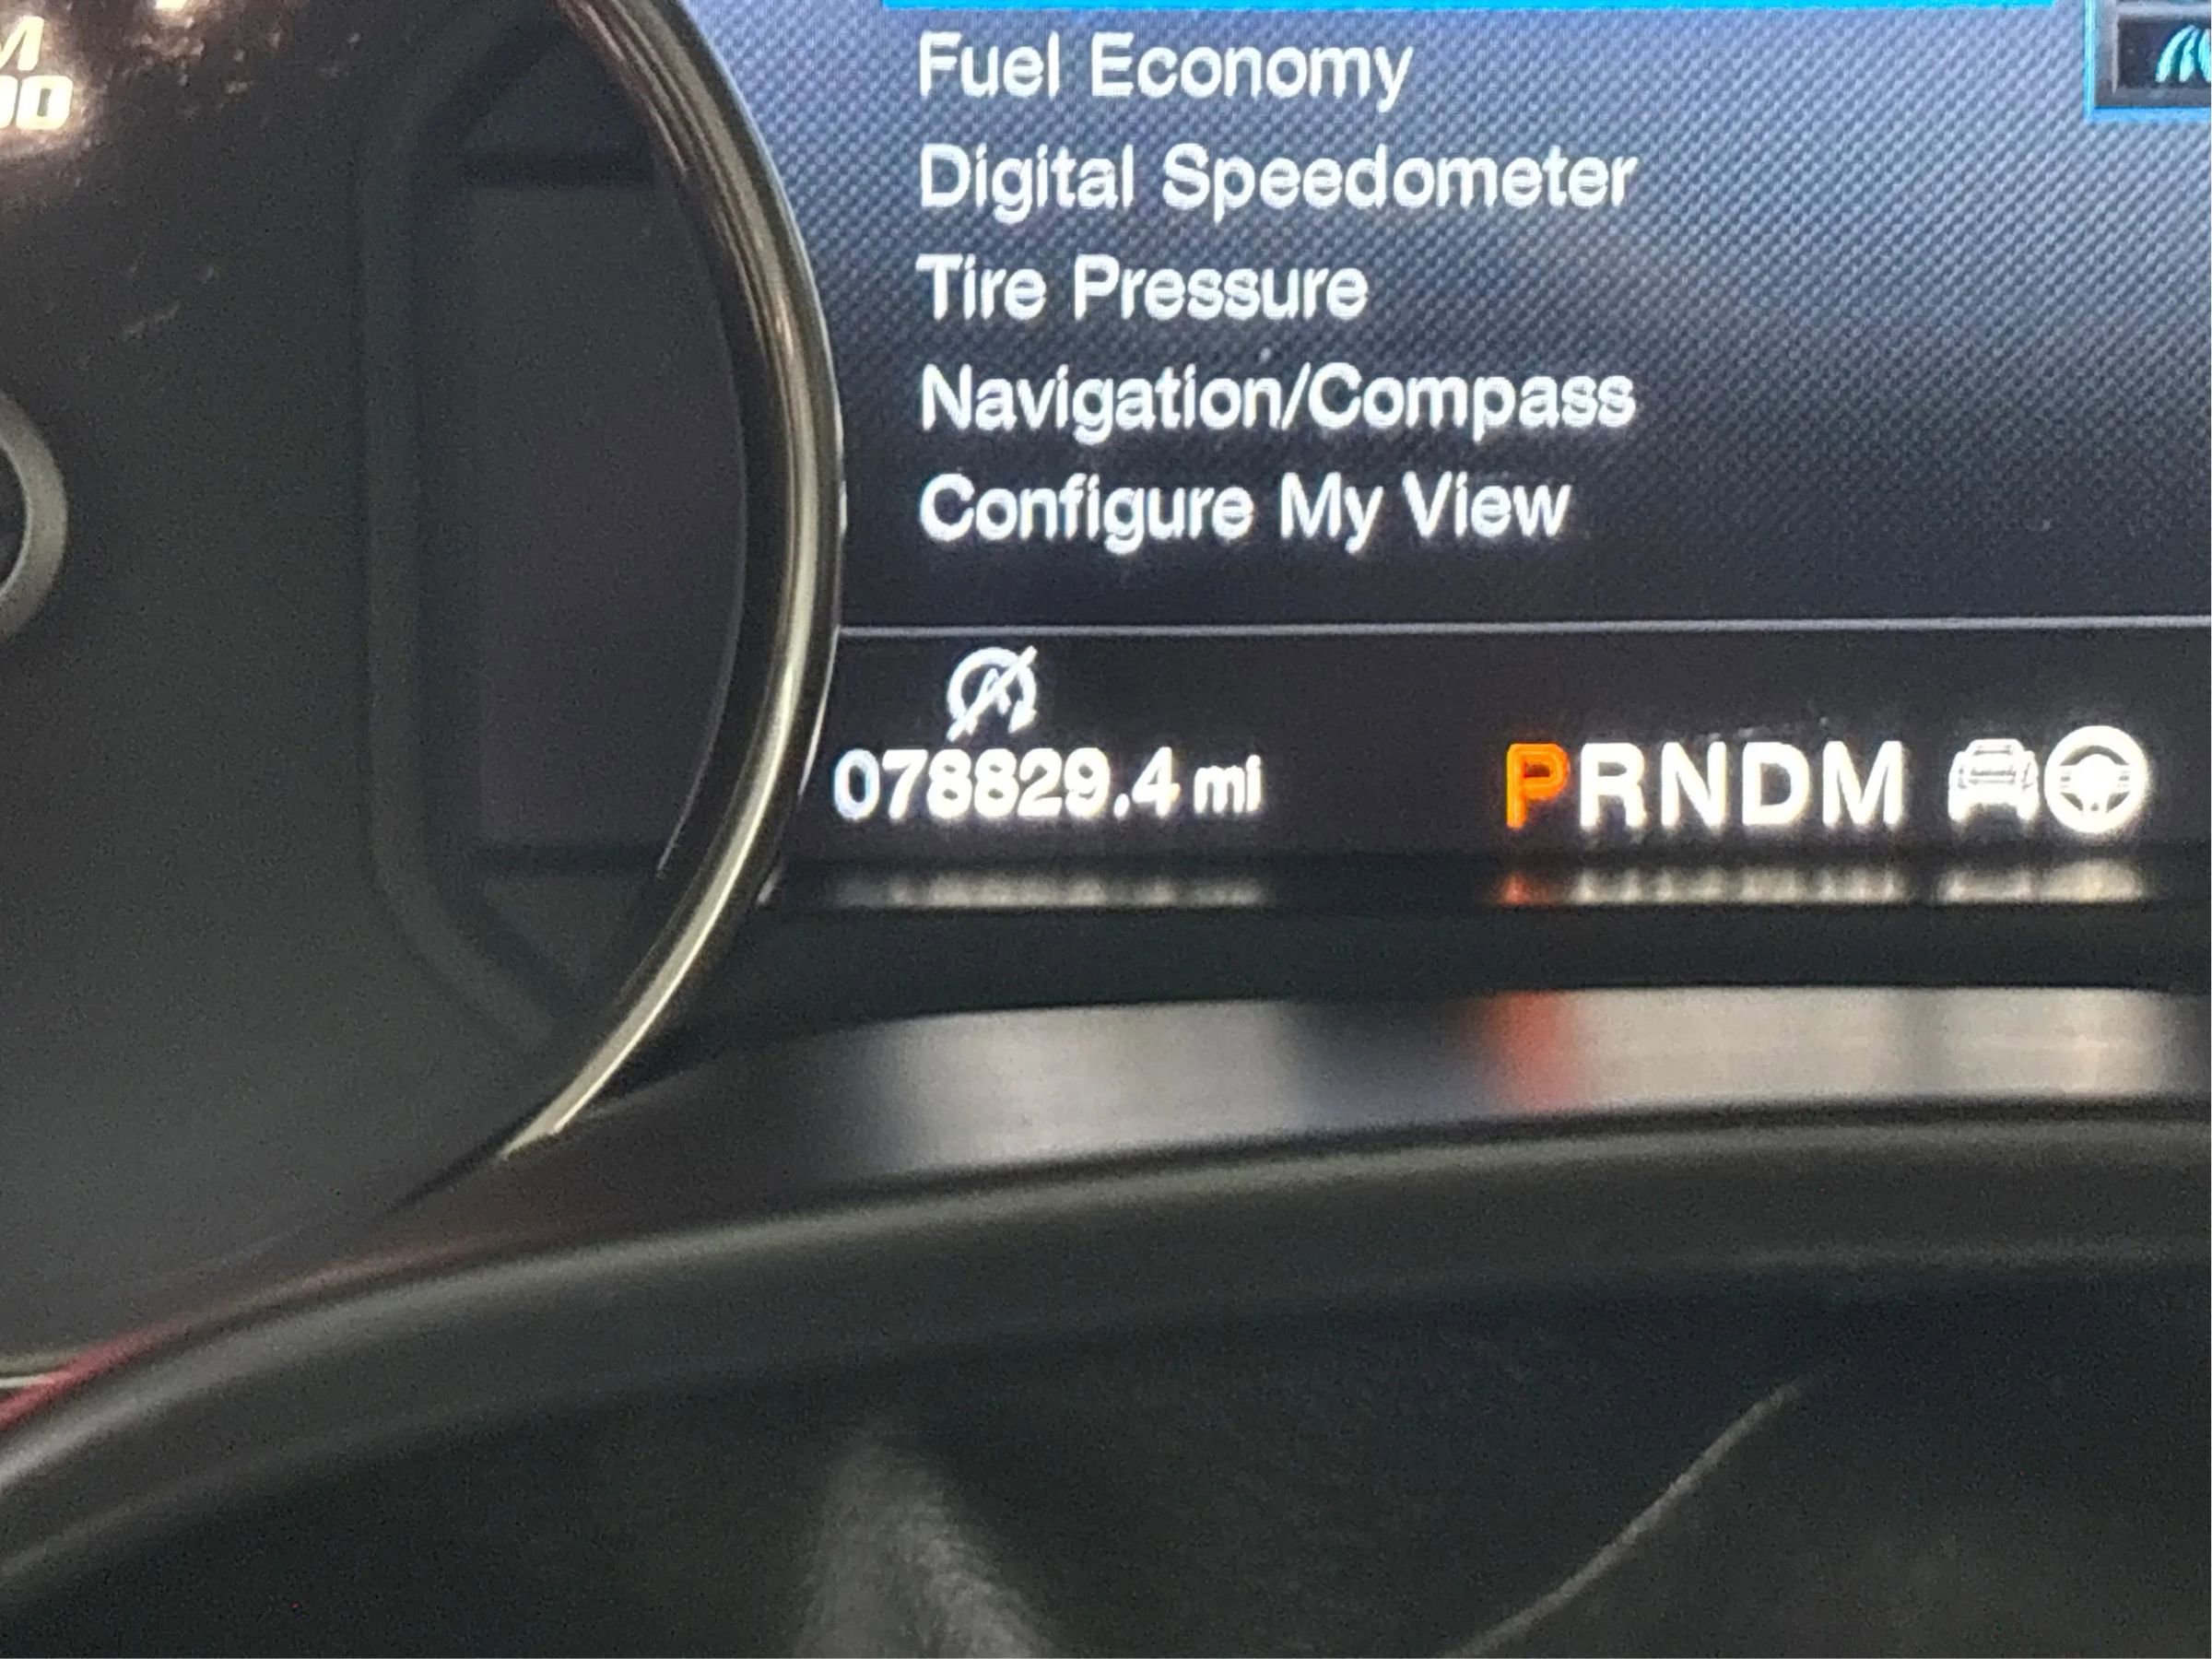 Fuel Economy
Digital Speedometer
Tire Pressure
Navigation/Compass
Configure My View
078829.4 mi
PRNDM